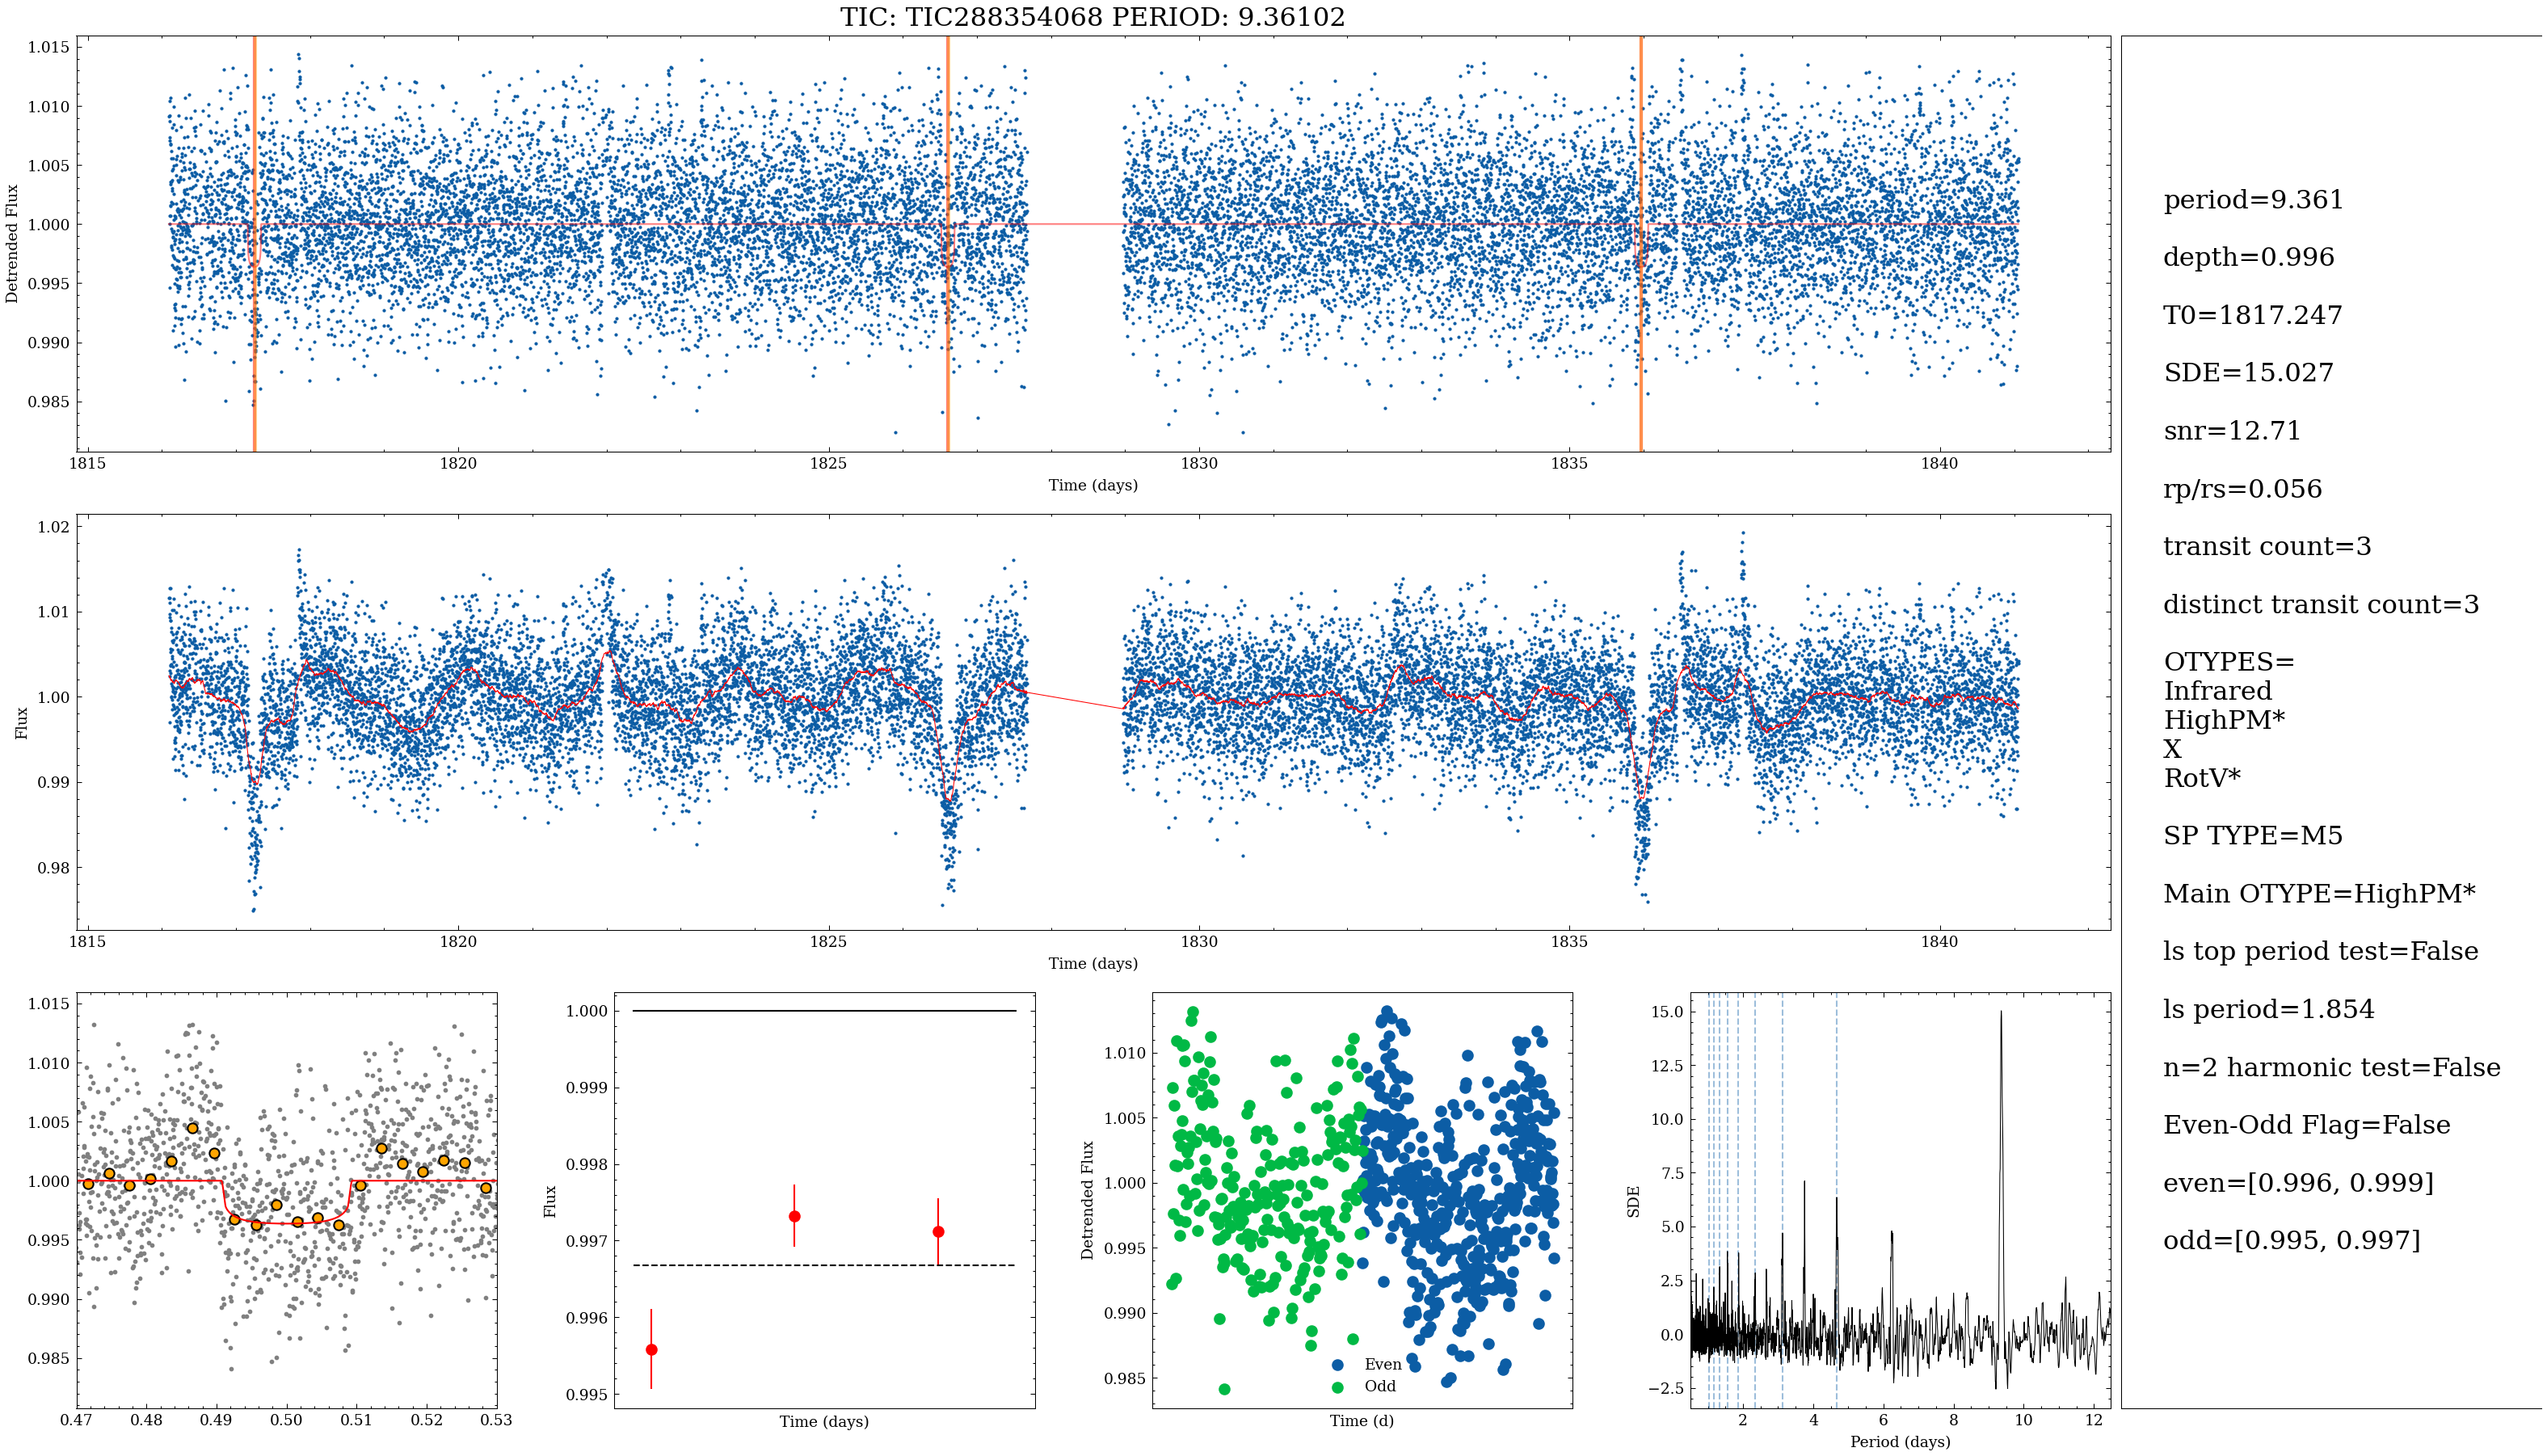 TIC: TIC288354068 PERIOD: 9.36102
1.015
1.010
1.005
1.000
0.995
0.990
0.985
Detrended Flux
1815
1820
1825
1830
1835
1840
Time (days)
1.02
1.01
1.00
0.99
0.98
Flux
1815
1820
1825
1830
1835
1840
Time (days)
1.015
1.010
1.005
1.000
0.995
0.990
0.985
0.47
0.48
0.49
0.50
0.51
0.52
0.53
1.000
0.999
0.998
0.997
0.996
0.995
Flux
Time (days)
1.010
1.005
1.000
0.995
0.990
0.985
Detrended Flux
Even
Odd
Time (d)
15.0
12.5
10.0
7.5
5.0
2.5
0.0
−2.5
SDE
2
4
6
8
10
12
Period (days)
period=9.361
depth=0.996
T0=1817.247
SDE=15.027
snr=12.71
rp/rs=0.056
transit count=3
distinct transit count=3
OTYPES=
Infrared
HighPM*
X
RotV*
SP TYPE=M5
Main OTYPE=HighPM*
ls top period test=False
ls period=1.854
n=2 harmonic test=False
Even-Odd Flag=False
even=[0.996, 0.999]
odd=[0.995, 0.997]